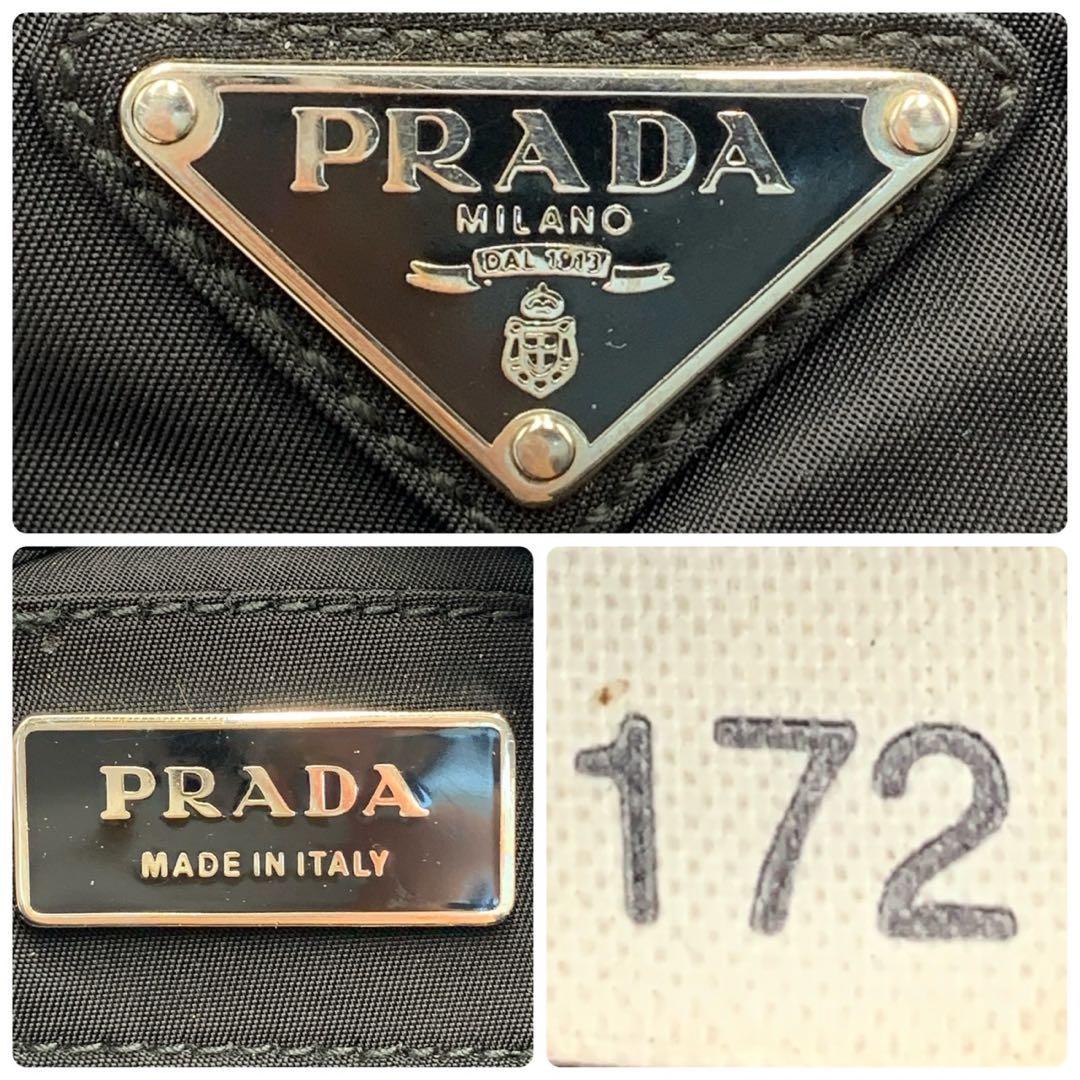 PRADA
MILANO
DAL 1913
PRADA
MADE IN ITALY
172